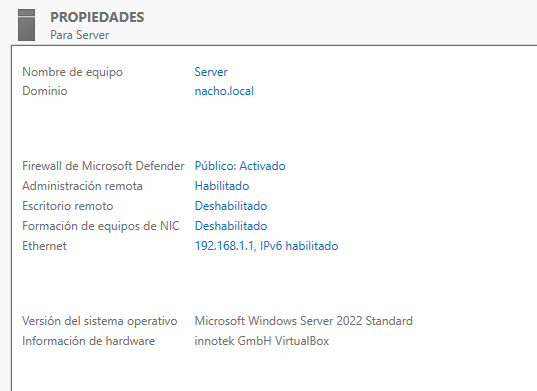 PROPIEDADES
Para Server
Nombre de equipo Server
Dominio nacho.local
Firewall de Microsoft Defender Público: Activado
Administración remota Habilitado
Escritorio remoto Deshabilitado
Formación de equipos de NIC Deshabilitado
Ethernet 192.168.1.1, IPv6 habilitado
Versión del sistema operativo Microsoft Windows Server 2022 Standard
Información de hardware innotek GmbH VirtualBox